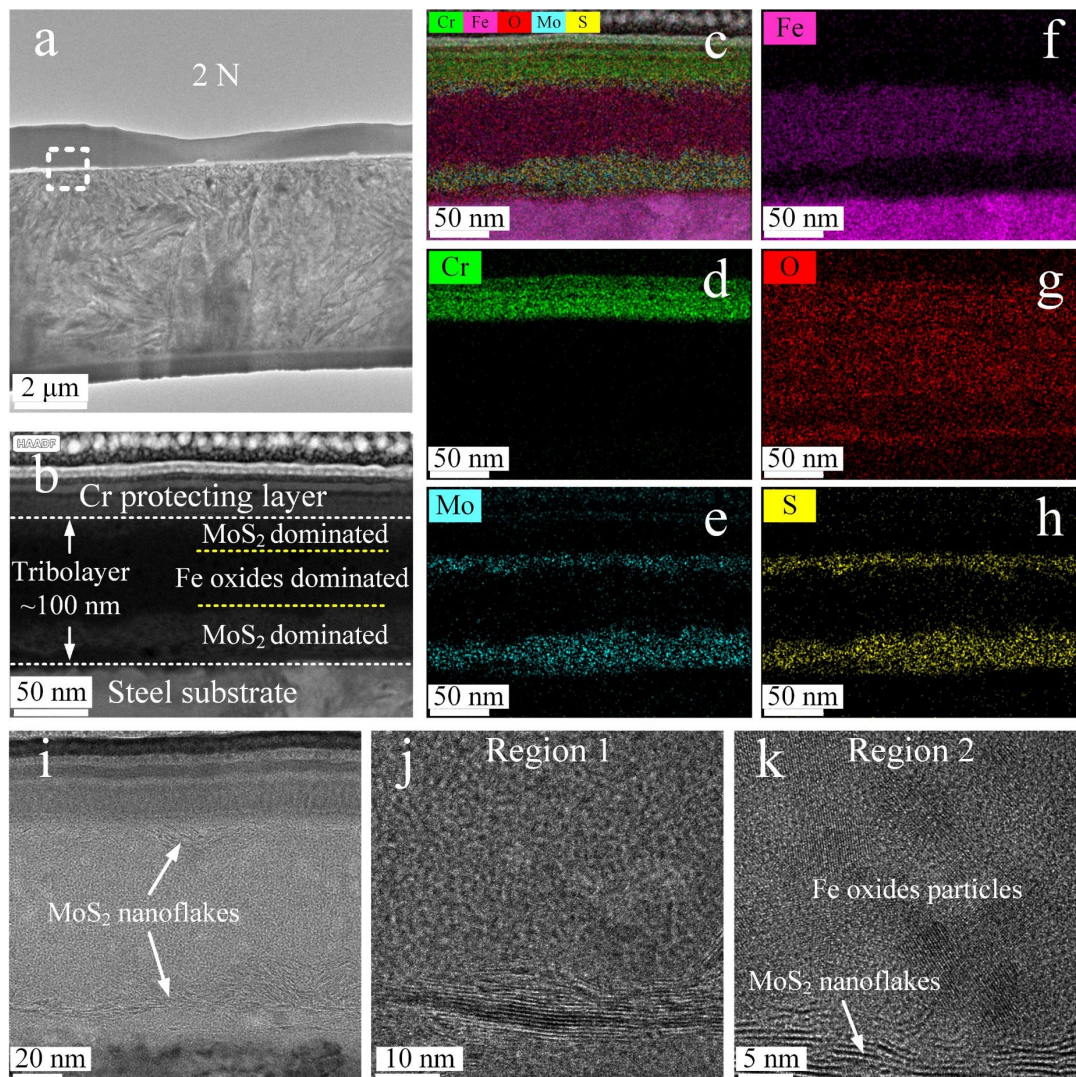 a
2 N
2 μm
HAADF
b
Cr protecting layer
MoS₂ dominated
Tribolayer
~100 nm
Fe oxides dominated
MoS₂ dominated
50 nm
Steel substrate
Cr Fe O Mo S
c
50 nm
Fe
f
50 nm
Cr
d
50 nm
O
g
50 nm
Mo
e
50 nm
S
h
50 nm
i
MoS₂ nanoflakes
20 nm
j
Region 1
10 nm
k
Region 2
Fe oxides particles
MoS₂ nanoflakes
5 nm